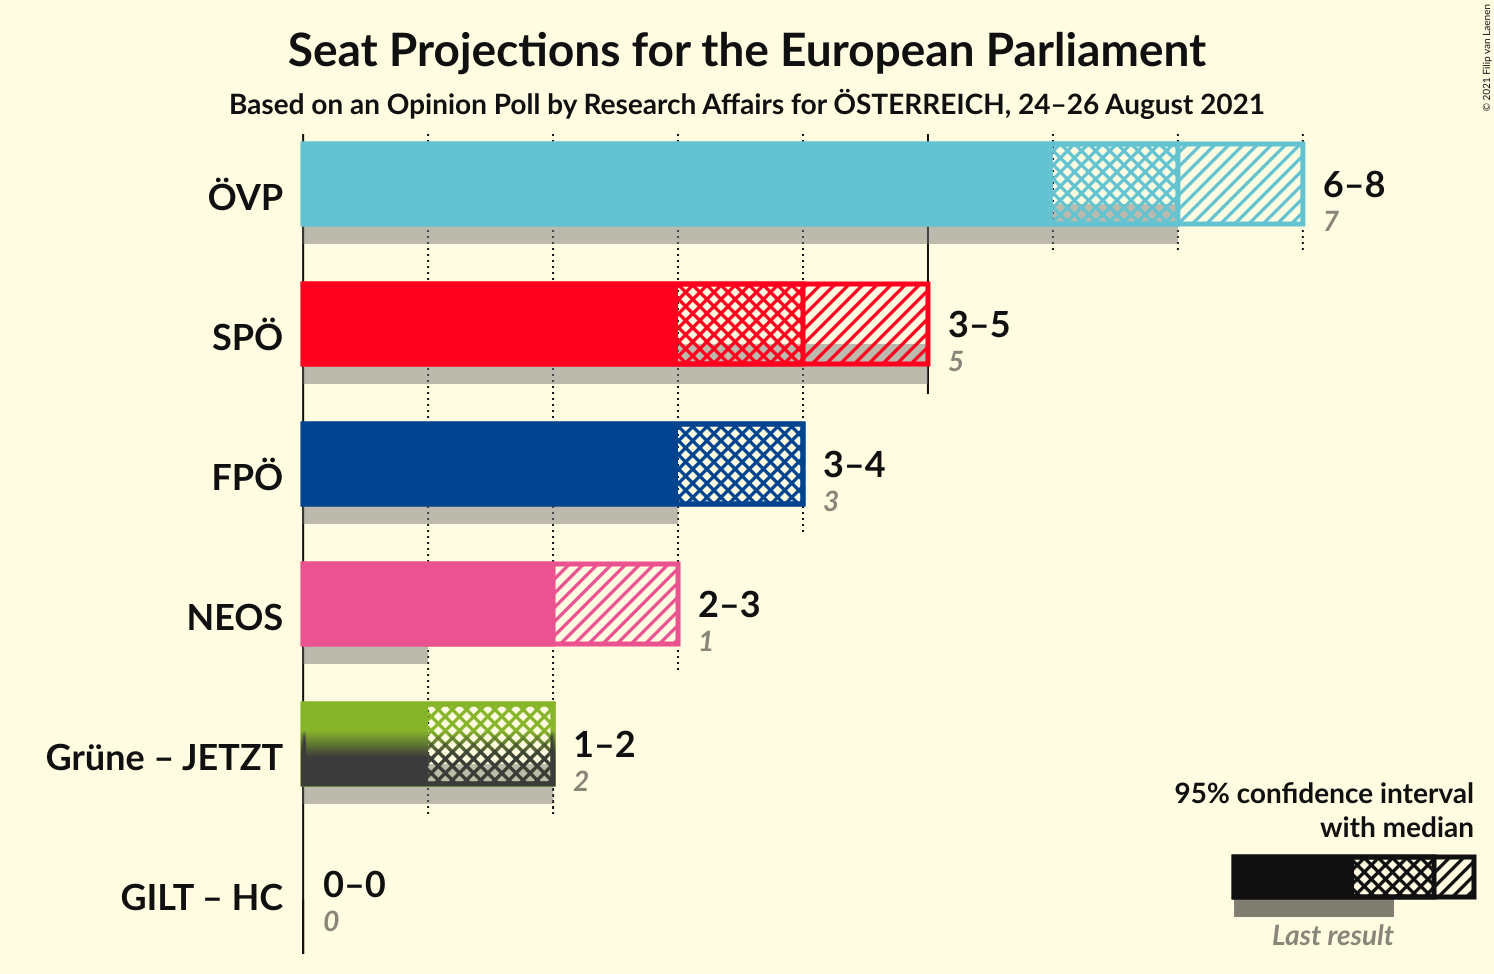 Seat Projections for the European Parliament
Based on an Opinion Poll by Research Affairs for ÖSTERREICH, 24–26 August 2021
© 2021 Filip van Laenen
ÖVP
6–8
7
SPÖ
3–5
5
FPÖ
3–4
3
NEOS
2–3
1
Grüne – JETZT
1–2
2
GILT – HC
0–0
0
95% confidence interval
with median
Last result